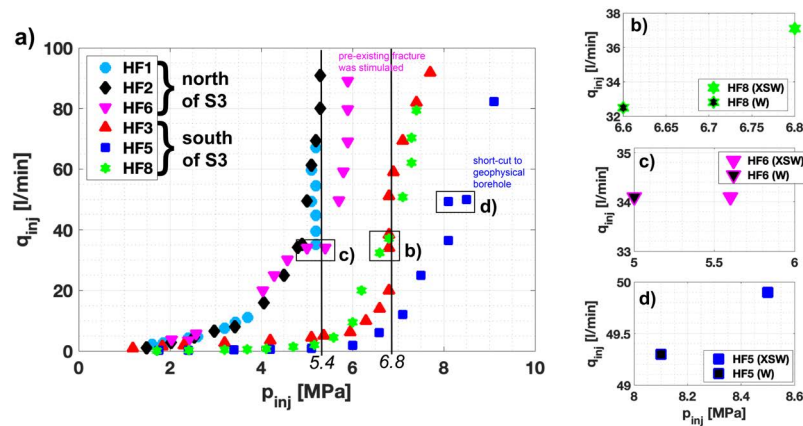 a)
100
80
60
40
20
0
q_inj [l/min]
HF1
HF2
HF6
HF3
HF5
HF8
north
of S3
south
of S3
pre-existing fracture
was stimulated
short-cut to
geophysical
borehole
d)
c)
b)
0
2
4
5.4
6
6.8
8
10
p_inj [MPa]
b)
38
36
34
32
q_inj [l/min]
HF8 (XSW)
HF8 (W)
6.6
6.65
6.7
6.75
6.8
c)
35
34
33
q_inj [l/min]
HF6 (XSW)
HF6 (W)
5
5.5
6
d)
50
49.5
49
q_inj [l/min]
HF5 (XSW)
HF5 (W)
8
8.2
8.4
8.6
p_inj [MPa]